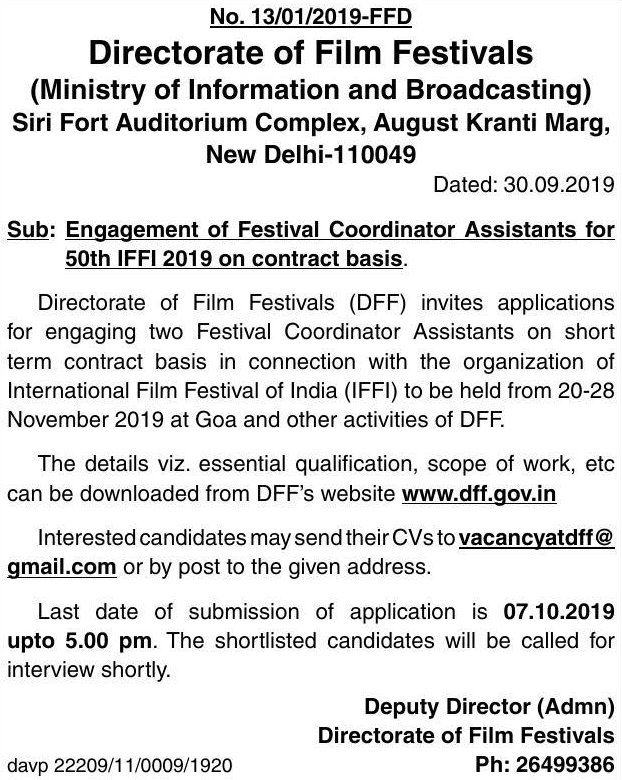 No. 13/01/2019-FFD
Directorate of Film Festivals
(Ministry of Information and Broadcasting)
Siri Fort Auditorium Complex, August Kranti Marg,
New Delhi-110049
Dated: 30.09.2019
Sub: Engagement of Festival Coordinator Assistants for
50th IFFI 2019 on contract basis.
Directorate of Film Festivals (DFF) invites applications
for engaging two Festival Coordinator Assistants on short
term contract basis in connection with the organization of
International Film Festival of India (IFFI) to be held from 20-28
November 2019 at Goa and other activities of DFF.
The details viz. essential qualification, scope of work, etc
can be downloaded from DFF's website www.dff.gov.in
Interested candidates may send their CVs to vacancyatdff@
gmail.com or by post to the given address.
Last date of submission of application is 07.10.2019
upto 5.00 pm. The shortlisted candidates will be called for
interview shortly.
Deputy Director (Admn)
Directorate of Film Festivals
davp 22209/11/0009/1920 Ph: 26499386